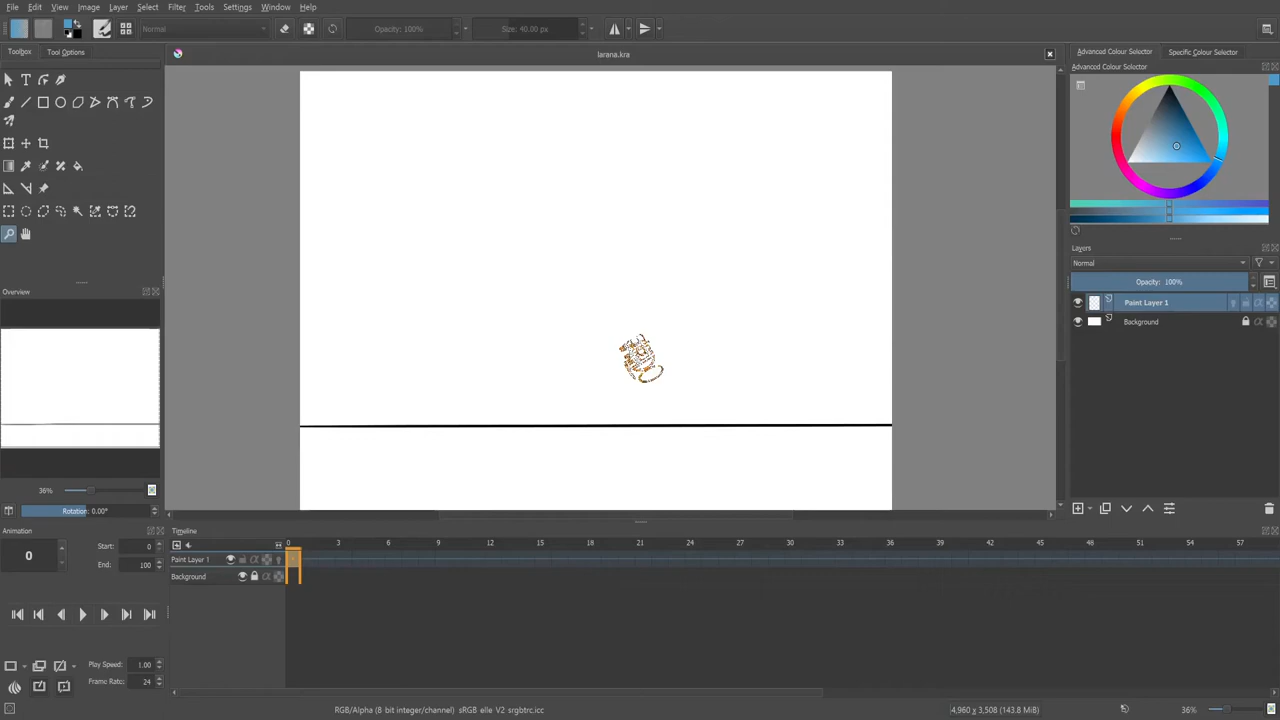 File Edit View Image Layer Select Filter Tools Settings Window Help
Normal Opacity: 100% Size: 40.00 px
Toolbox Tool Options
larana.kra
Advanced Colour Selector Specific Colour Selector
Advanced Colour Selector
Layers
Normal
Opacity: 100%
Paint Layer 1
Background
Overview
36%
Rotation: 0.00°
Animation
0
Start: 0
End: 100
Play Speed: 1.00
Frame Rate: 24
Timeline
0 3 6 9 12 15 18 21 24 27 30 33 36 39 42 45 48 51 54 57
Paint Layer 1
Background
RGB/Alpha (8 bit integer/channel) sRGB elle V2 srgbtrc.icc
4,960 x 3,508 (143.8 MiB)
36%